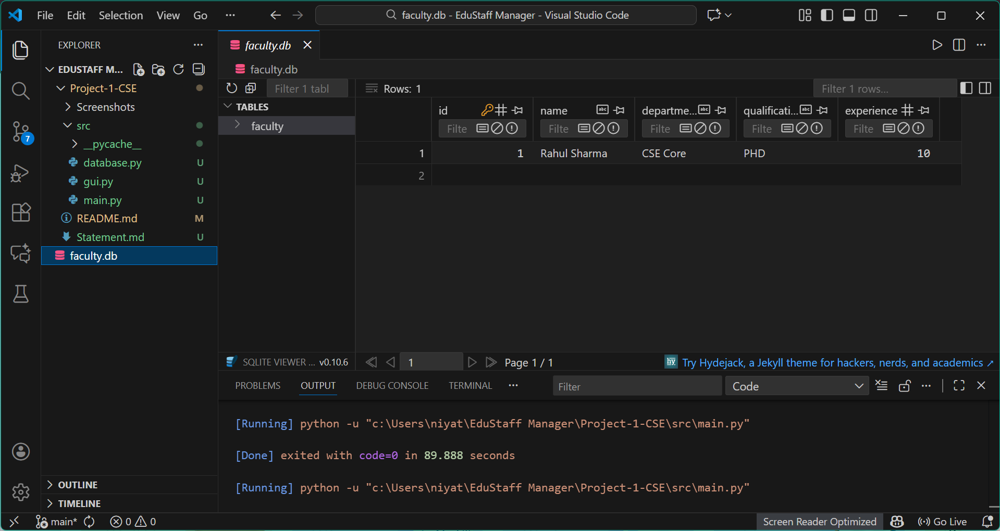 File Edit Selection View Go ··· faculty.db - EduStaff Manager - Visual Studio Code
EXPLORER ···
EDUSTAFF M...
Project-1-CSE
Screenshots
src
__pycache__
database.py U
gui.py U
main.py U
README.md M
Statement.md U
faculty.db
OUTLINE
TIMELINE
7
faculty.db
faculty.db
Filter 1 tabl
Rows: 1
Filter 1 rows...
TABLES
faculty
id name departme... qualificati... experience
Filte Filte Filte Filte Filte
1 1 Rahul Sharma CSE Core PHD 10
2
SQLITE VIEWER ... v0.10.6
1 Page 1 / 1
hy Try Hydejack, a Jekyll theme for hackers, nerds, and academics ↗
PROBLEMS OUTPUT DEBUG CONSOLE TERMINAL ··· Filter Code
[Running] python -u "c:\Users\niyat\EduStaff Manager\Project-1-CSE\src\main.py"
[Done] exited with code=0 in 89.888 seconds
[Running] python -u "c:\Users\niyat\EduStaff Manager\Project-1-CSE\src\main.py"
main* 0 0 Screen Reader Optimized Go Live